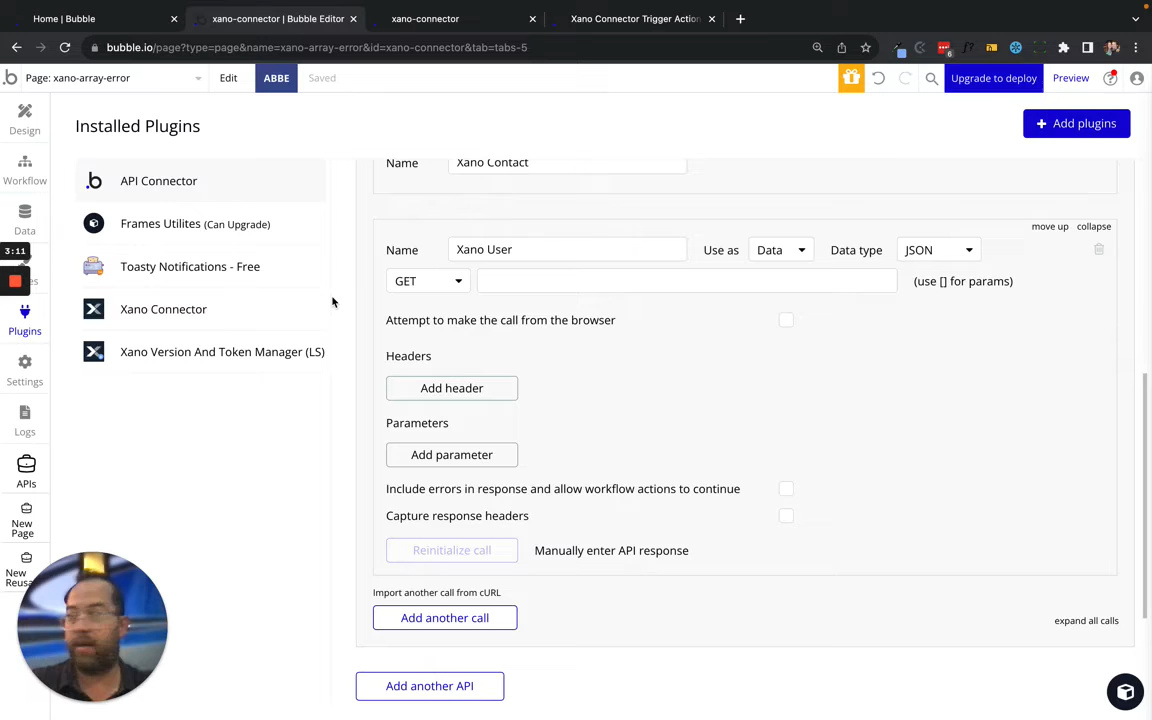 Home | Bubble
xano-connector | Bubble Editor
xano-connector
Xano Connector Trigger Action
bubble.io/page?type=page&name=xano-array-error&id=xano-connector&tab=tabs-5
6
f?
Page: xano-array-error
Edit
ABBE
Saved
Upgrade to deploy
Preview
Design
Workflow
Data
3:11
Plugins
Settings
Logs
APIs
New
Page
New
Installed Plugins
Add plugins
API Connector
Frames Utilites (Can Upgrade)
Toasty Notifications - Free
Xano Connector
Xano Version And Token Manager (LS)
Name
Xano Contact
move up
collapse
Name
Xano User
Use as
Data
Data type
JSON
GET
(use [] for params)
Attempt to make the call from the browser
Headers
Add header
Parameters
Add parameter
Include errors in response and allow workflow actions to continue
Capture response headers
Reinitialize call
Manually enter API response
Import another call from cURL
Add another call
expand all calls
Add another API